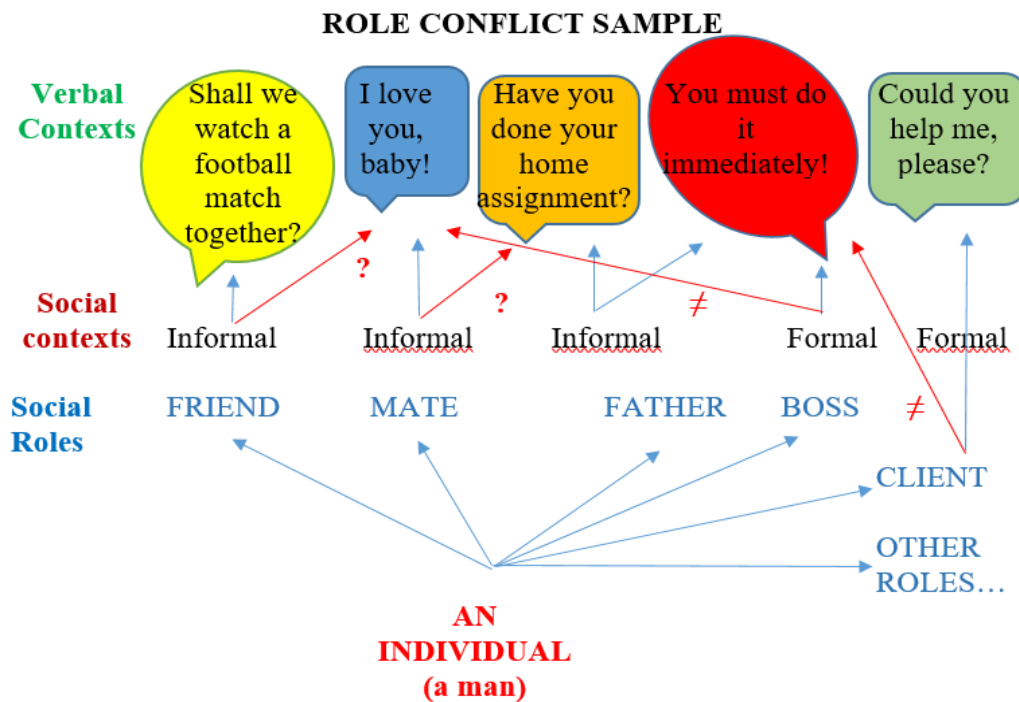 ROLE CONFLICT SAMPLE
Verbal
Contexts
Shall we
watch a
football
match
together?
I love
you,
baby!
Have you
done your
home
assignment?
You must do
it
immediately!
Could you
help me,
please?
?
?
≠
Social
contexts
Informal
Informal
Informal
Formal
Formal
Social
Roles
FRIEND
MATE
FATHER
BOSS
≠
CLIENT
OTHER
ROLES…
AN
INDIVIDUAL
(a man)